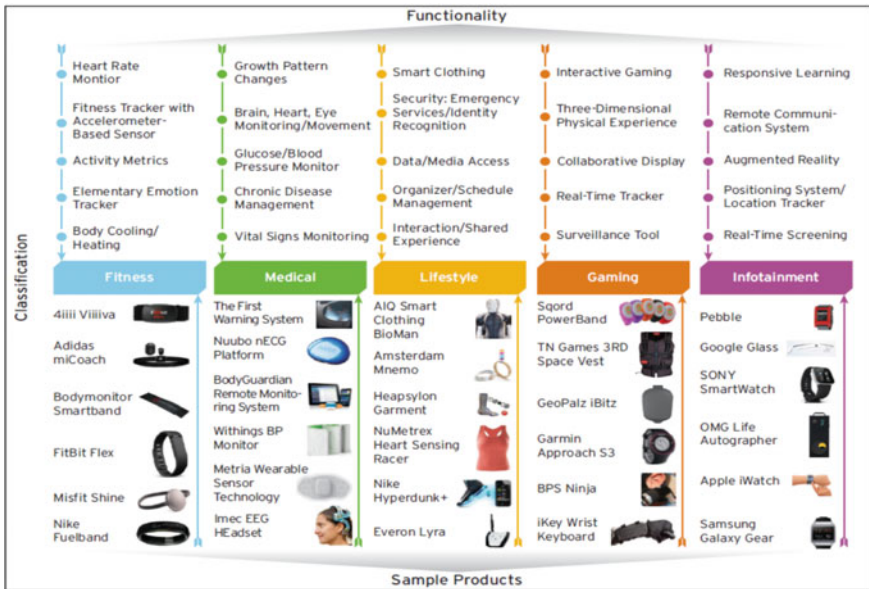 Functionality
Classification
Heart Rate
Montior
Fitness Tracker with
Accelerometer-
Based Sensor
Activity Metrics
Elementary Emotion
Tracker
Body Cooling/
Heating
Growth Pattern
Changes
Brain, Heart, Eye
Monitoring/Movement
Glucose/Blood
Pressure Monitor
Chronic Disease
Management
Vital Signs Monitoring
Smart Clothing
Security: Emergency
Services/Identity
Recognition
Data/Media Access
Organizer/Schedule
Management
Interaction/Shared
Experience
Interactive Gaming
Three-Dimensional
Physical Experience
Collaborative Display
Real-Time Tracker
Surveillance Tool
Responsive Learning
Remote Communi-
cation System
Augmented Reality
Positioning System/
Location Tracker
Real-Time Screening
Fitness
Medical
Lifestyle
Gaming
Infotainment
4iiii Viiiiva
Adidas
miCoach
Bodymonitor
Smartband
FitBit Flex
Misfit Shine
Nike
Fuelband
The First
Warning System
Nuubo nECG
Platform
BodyGuardian
Remote Monito-
ring System
Withings BP
Monitor
Metria Wearable
Sensor
Technology
Imec EEG
HEadset
AIQ Smart
Clothing
BioMan
Amsterdam
Mnemo
Heapsylon
Garment
NuMetrex
Heart Sensing
Racer
Nike
Hyperdunk+
Everon Lyra
Sqord
PowerBand
TN Games 3RD
Space Vest
GeoPalz iBitz
Garmin
Approach S3
BPS Ninja
iKey Wrist
Keyboard
Pebble
Google Glass
SONY
SmartWatch
OMG Life
Autographer
Apple iWatch
Samsung
Galaxy Gear
Sample Products